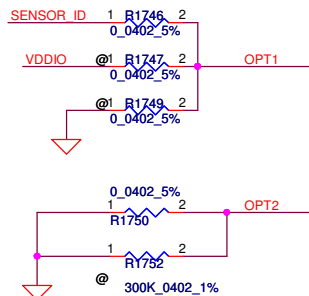 SENSOR_ID 1 R1746 2
0_0402_5%
VDDIO @1 R1747 2 OPT1
0_0402_5%
@1 R1749 2
0_0402_5%
0_0402_5%
1 2 OPT2
R1750
1 2
R1752
@ 300K_0402_1%